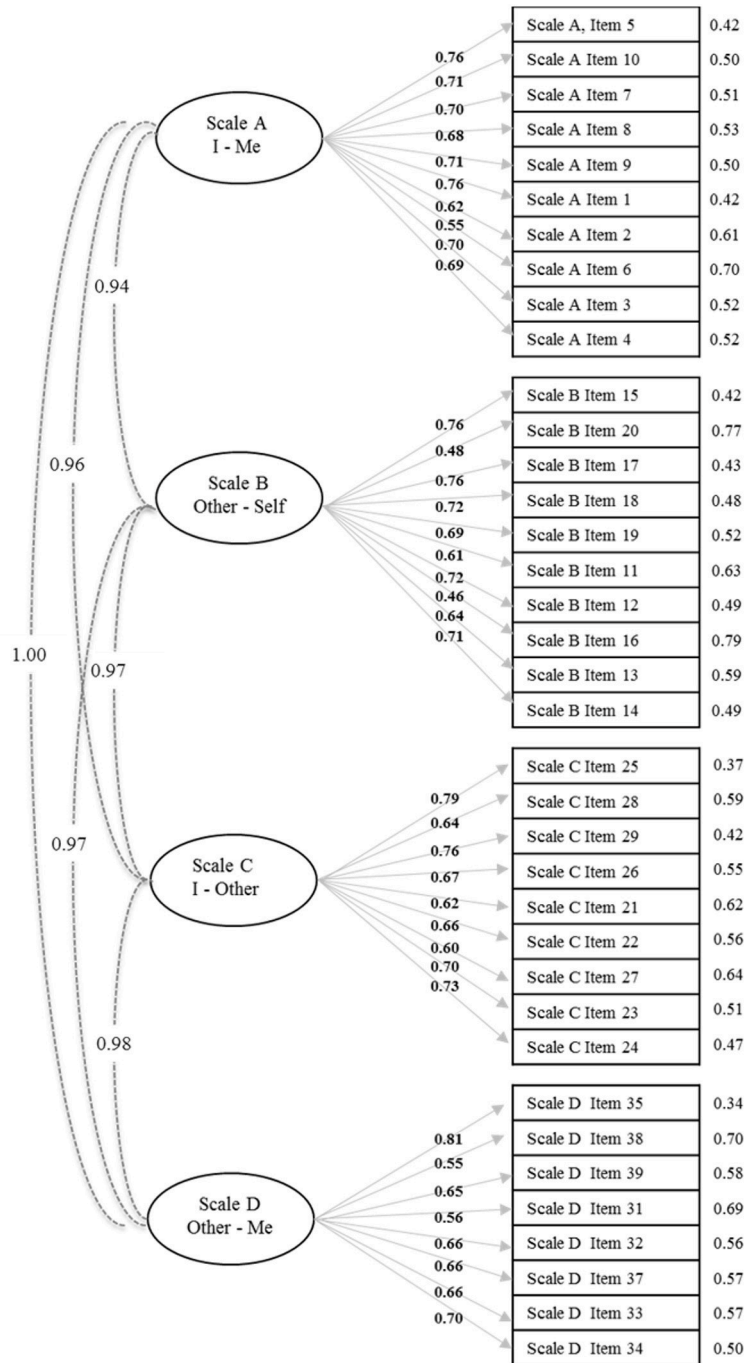 Scale A, Item 5 0.42
0.76 Scale A Item 10 0.50
0.71 Scale A Item 7 0.51
0.70 Scale A Item 8 0.53
0.68 Scale A Item 9 0.50
0.71 Scale A Item 1 0.42
0.76 Scale A Item 2 0.61
0.62 Scale A Item 6 0.70
0.55 Scale A Item 3 0.52
0.70 Scale A Item 4 0.52
0.69
Scale A
I - Me
0.94
0.96
1.00
0.97
0.97
0.98
Scale B Item 15 0.42
0.76 Scale B Item 20 0.77
0.48 Scale B Item 17 0.43
0.76 Scale B Item 18 0.48
0.72 Scale B Item 19 0.52
0.69 Scale B Item 11 0.63
0.61 Scale B Item 12 0.49
0.72 Scale B Item 16 0.79
0.46 Scale B Item 13 0.59
0.64 Scale B Item 14 0.49
0.71
Scale B
Other - Self
Scale C Item 25 0.37
0.79 Scale C Item 28 0.59
0.64 Scale C Item 29 0.42
0.76 Scale C Item 26 0.55
0.67 Scale C Item 21 0.62
0.62 Scale C Item 22 0.56
0.66 Scale C Item 27 0.64
0.60 Scale C Item 23 0.51
0.70 Scale C Item 24 0.47
0.73
Scale C
I - Other
Scale D Item 35 0.34
0.81 Scale D Item 38 0.70
0.55 Scale D Item 39 0.58
0.65 Scale D Item 31 0.69
0.56 Scale D Item 32 0.56
0.66 Scale D Item 37 0.57
0.66 Scale D Item 33 0.57
0.66 Scale D Item 34 0.50
0.70
Scale D
Other - Me